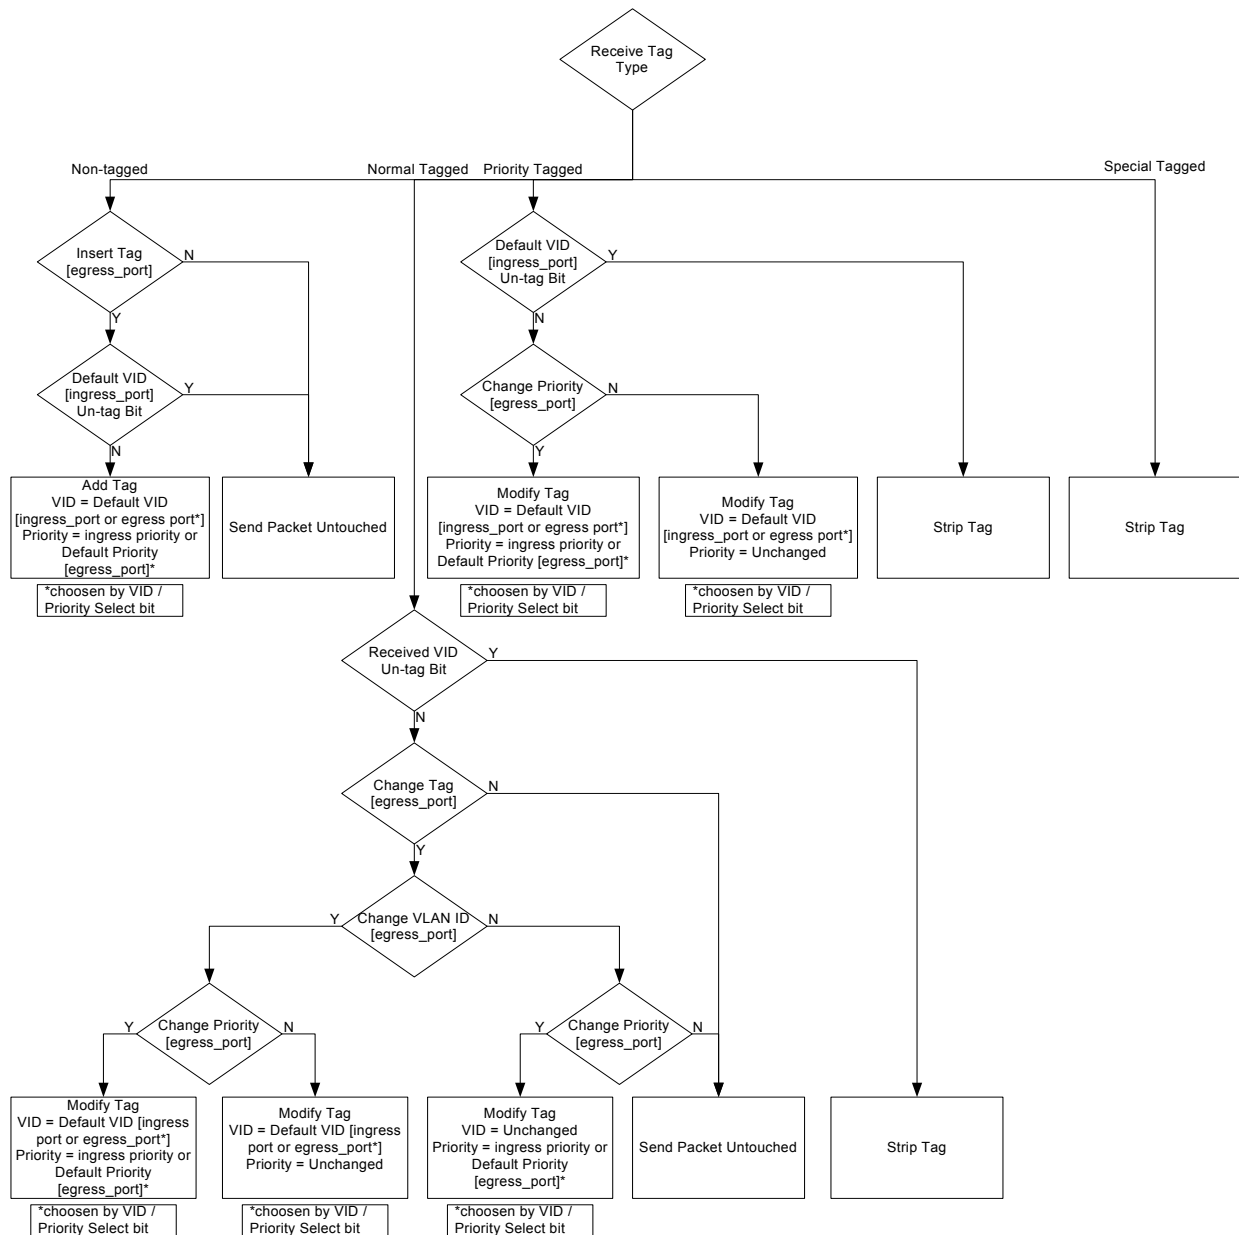 Receive Tag
Type
Non-tagged
Normal Tagged
Priority Tagged
Special Tagged
Insert Tag
[egress_port]
N
Y
Default VID
[ingress_port]
Un-tag Bit
Y
N
Default VID
[ingress_port]
Un-tag Bit
Y
N
Change Priority
[egress_port]
N
Y
Add Tag
VID = Default VID
[ingress_port or egress port*]
Priority = ingress priority or
Default Priority
[egress_port]*
*choosen by VID /
Priority Select bit
Send Packet Untouched
Modify Tag
VID = Default VID
[ingress_port or egress port*]
Priority = ingress priority or
Default Priority [egress_port]*
*choosen by VID /
Priority Select bit
Modify Tag
VID = Default VID
[ingress_port or egress port*]
Priority = Unchanged
*choosen by VID /
Priority Select bit
Strip Tag
Strip Tag
Received VID
Un-tag Bit
Y
N
Change Tag
[egress_port]
N
Y
Change VLAN ID
[egress_port]
Y
N
Change Priority
[egress_port]
Y
N
Change Priority
[egress_port]
Y
N
Modify Tag
VID = Default VID [ingress
port or egress_port*]
Priority = ingress priority or
Default Priority
[egress_port]*
*choosen by VID /
Priority Select bit
Modify Tag
VID = Default VID [ingress
port or egress_port*]
Priority = Unchanged
*choosen by VID /
Priority Select bit
Modify Tag
VID = Unchanged
Priority = ingress priority or
Default Priority
[egress_port]*
*choosen by VID /
Priority Select bit
Send Packet Untouched
Strip Tag